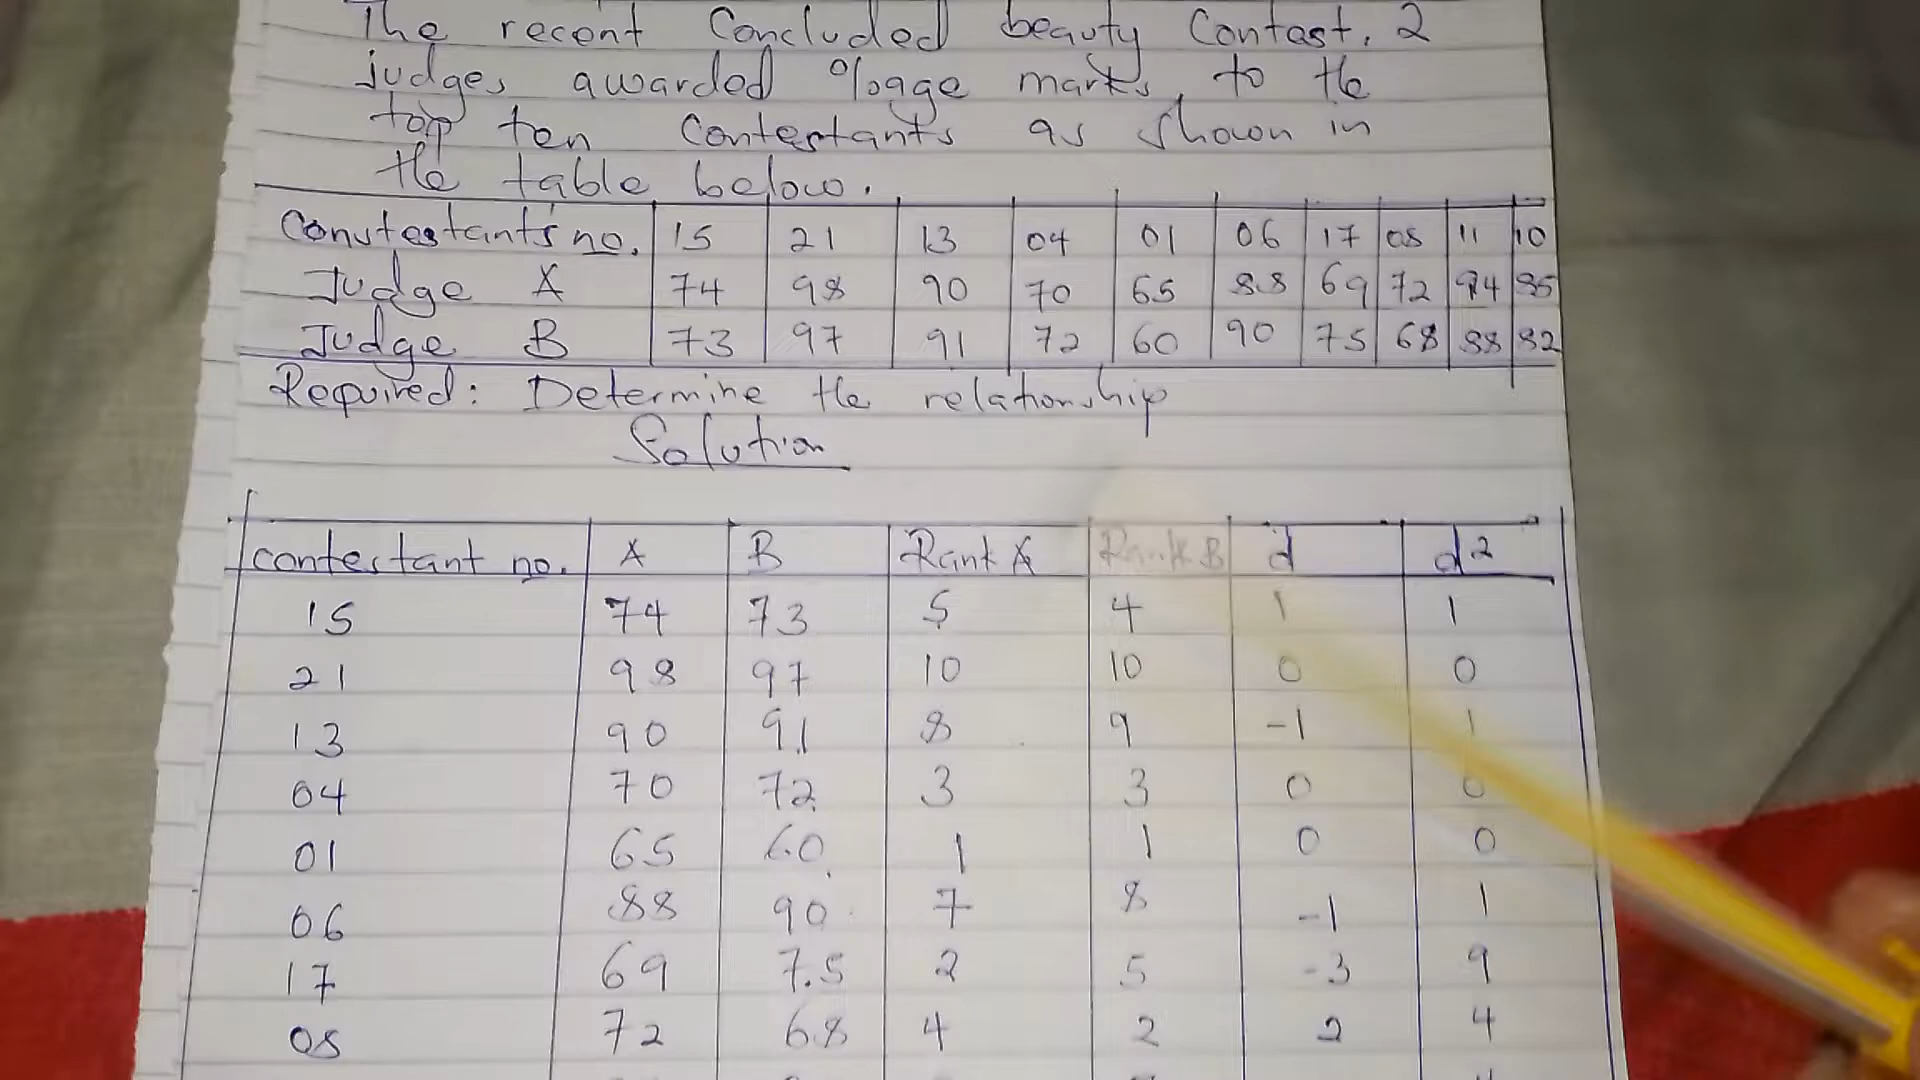 The recent Concluded beauty Contast, 2
judges awarded %age marks to the
top ten Contestants as shown in
the table below.
Conutestants no. 15 21 13 04 01 06 17 08 11 10
Judge A 74 98 90 70 65 88 69 72 94 85
Judge B 73 97 91 72 60 90 75 68 88 82
Required: Determine the relationship
Solution
contestant no. A B Rank A Rank B d d²
15 74 73 5 4 1 1
21 98 97 10 10 0 0
13 90 91 8 9 -1 1
04 70 72 3 3 0 0
01 65 60 1 1 0 0
06 88 90 7 8 -1 1
17 69 75 2 5 -3 9
08 72 68 4 2 2 4